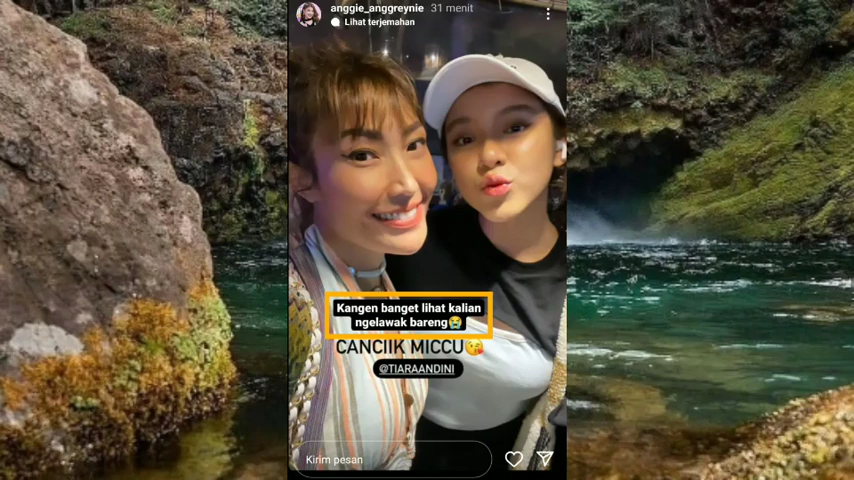 anggie_anggreynie 31 menit
Lihat terjemahan
Kangen banget lihat kalian
ngelawak bareng😭
CANCIIK MICCU😘
@TIARAANDINI
Kirim pesan